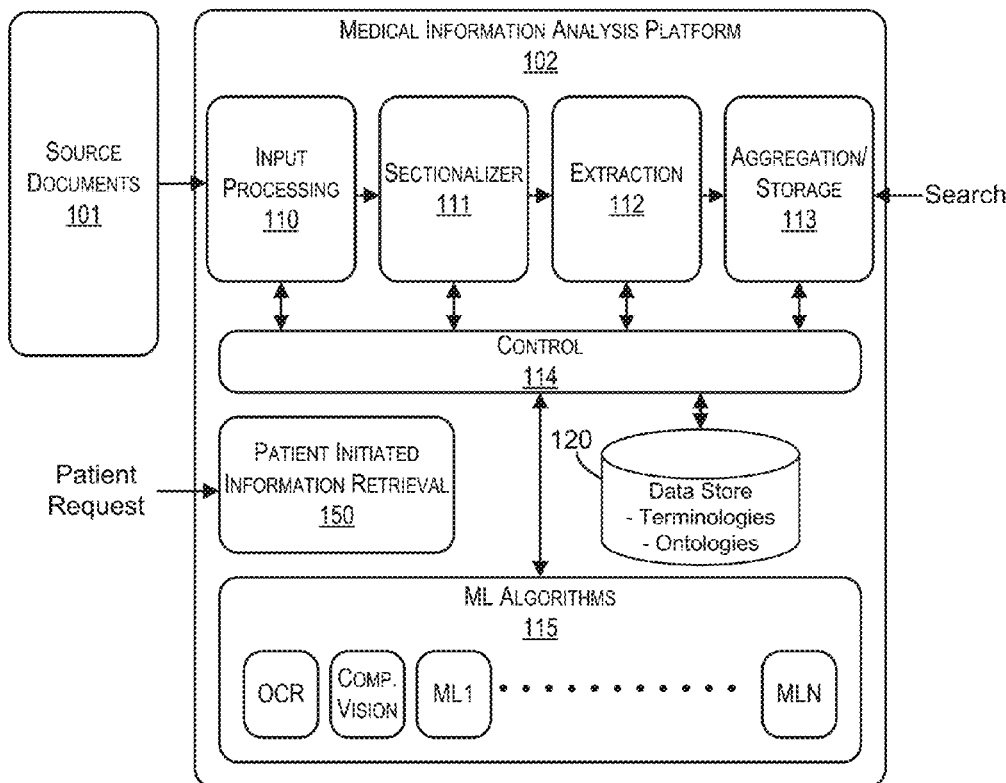 MEDICAL INFORMATION ANALYSIS PLATFORM
102
SOURCE
DOCUMENTS
101
INPUT
PROCESSING
110
SECTIONALIZER
111
EXTRACTION
112
AGGREGATION/
STORAGE
113
Search
CONTROL
114
Patient
Request
PATIENT INITIATED
INFORMATION RETRIEVAL
150
120
Data Store
- Terminologies
- Ontologies
ML ALGORITHMS
115
OCR
COMP.
VISION
ML1
MLN